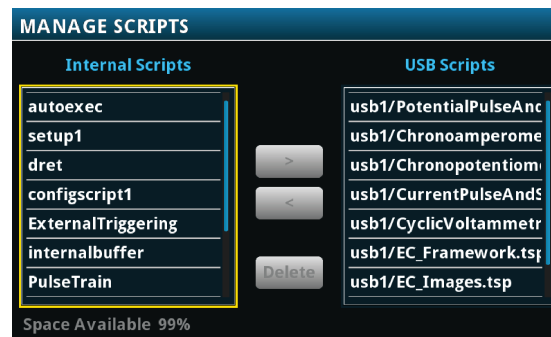 MANAGE SCRIPTS
Internal Scripts
USB Scripts
autoexec
setup1
dret
configscript1
ExternalTriggering
internalbuffer
PulseTrain
>
<
Delete
usb1/PotentialPulseAnd
usb1/Chronoamperome
usb1/Chronopotentiom
usb1/CurrentPulseAndS
usb1/CyclicVoltammetr
usb1/EC_Framework.tsp
usb1/EC_Images.tsp
Space Available 99%